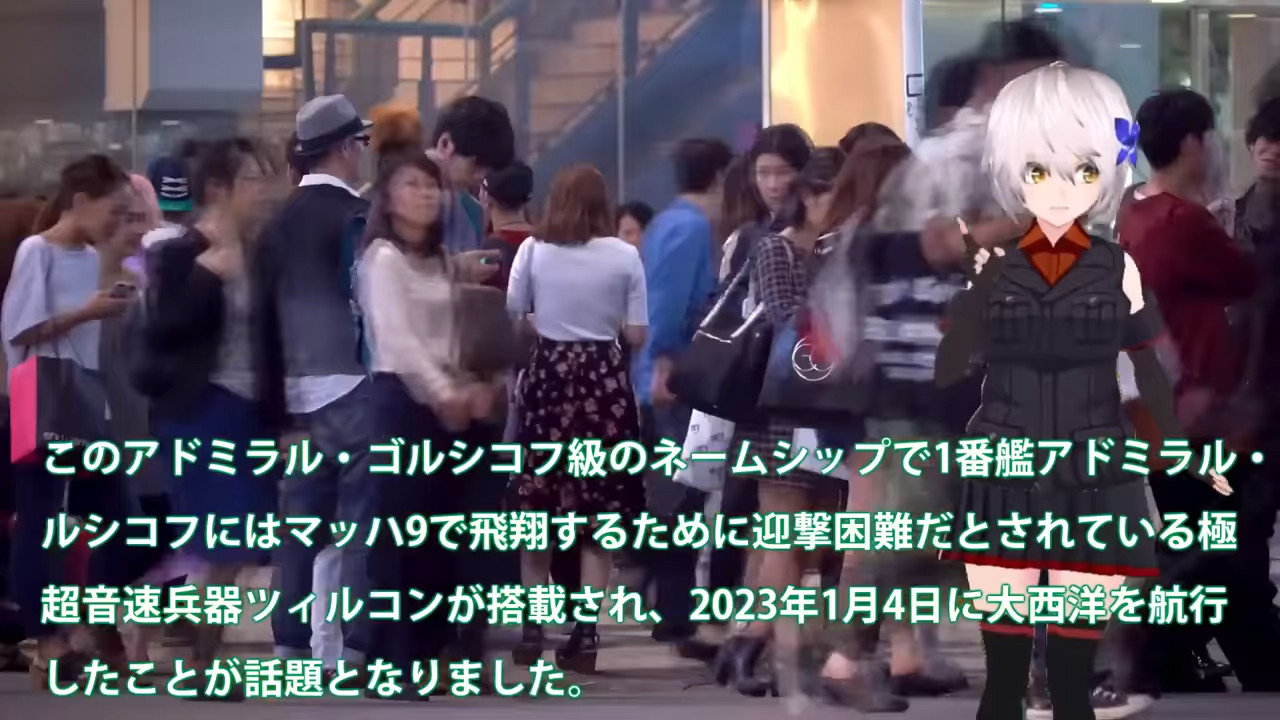 このアドミラル・ゴルシコフ級のネームシップで1番艦アドミラル・
ルシコフにはマッハ9で飛翔するために迎撃困難だとされている極
超音速兵器ツィルコンが搭載され、2023年1月4日に大西洋を航行
したことが話題となりました。